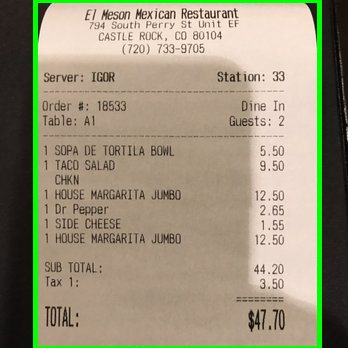 El Meson Mexican Restaurant
794 South Perry St Unit EF
CASTLE ROCK, CO 80104
(720) 733-9705
Server: IGOR Station: 33
Order #: 18533 Dine In
Table: A1 Guests: 2
1 SOPA DE TORTILA BOWL 5.50
1 TACO SALAD 9.50
CHKN
1 HOUSE MARGARITA JUMBO 12.50
1 Dr Pepper 2.65
1 SIDE CHEESE 1.55
1 HOUSE MARGARITA JUMBO 12.50
SUB TOTAL: 44.20
Tax 1: 3.50
========
TOTAL: $47.70